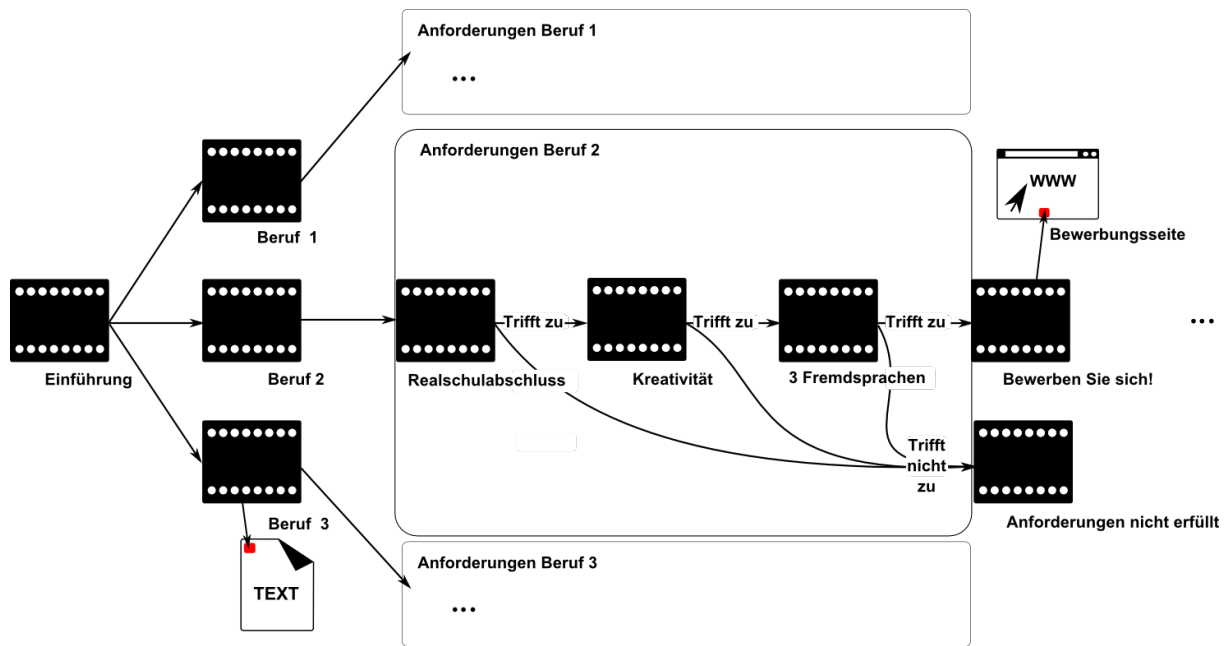 Anforderungen Beruf 1
...
Beruf 1
Anforderungen Beruf 2
WWW
Bewerbungsseite
Einführung
Beruf 2
Realschulabschluss
Trifft zu
Kreativität
Trifft zu
3 Fremdsprachen
Trifft zu
Bewerben Sie sich!
...
Trifft
nicht
zu
Anforderungen nicht erfüllt
Beruf 3
TEXT
Anforderungen Beruf 3
...